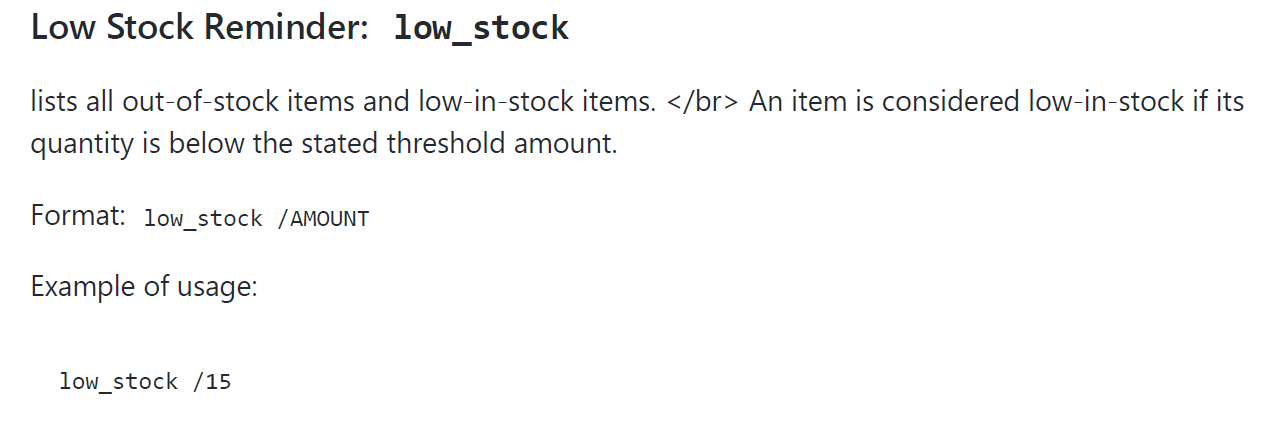 Low Stock Reminder: low_stock
lists all out-of-stock items and low-in-stock items. </br> An item is considered low-in-stock if its
quantity is below the stated threshold amount.
Format: low_stock /AMOUNT
Example of usage:
low_stock /15